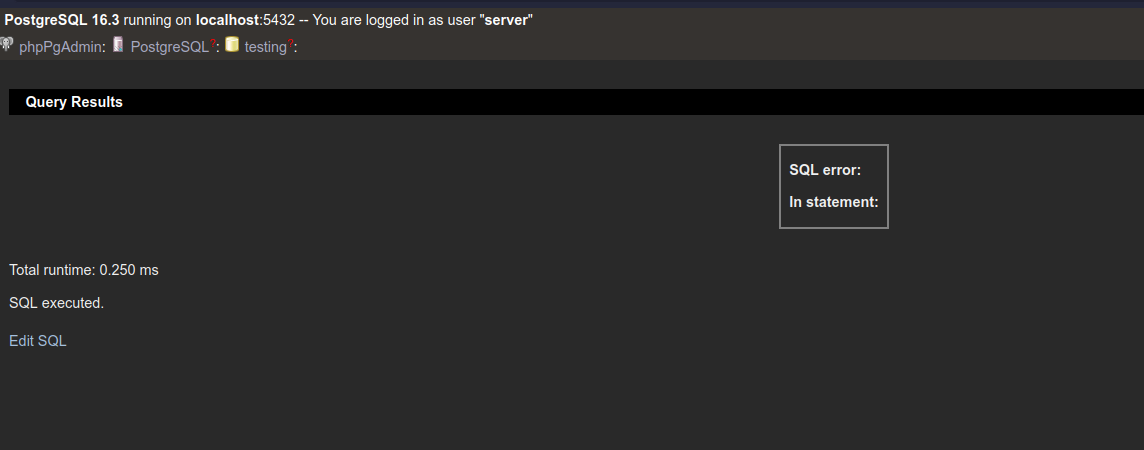 PostgreSQL 16.3 running on localhost:5432 -- You are logged in as user "server"
phpPgAdmin: PostgreSQL?: testing?:
Query Results
SQL error:
In statement:
Total runtime: 0.250 ms
SQL executed.
Edit SQL